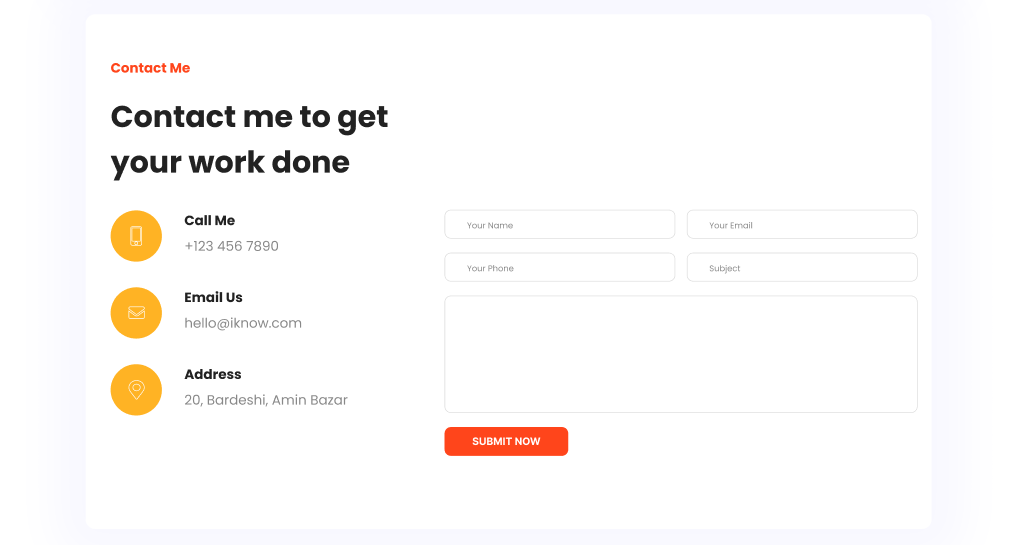 Contact Me
Contact me to get
your work done
Call Me
+123 456 7890
Email Us
hello@iknow.com
Address
20, Bardeshi, Amin Bazar
Your Name
Your Email
Your Phone
Subject
SUBMIT NOW